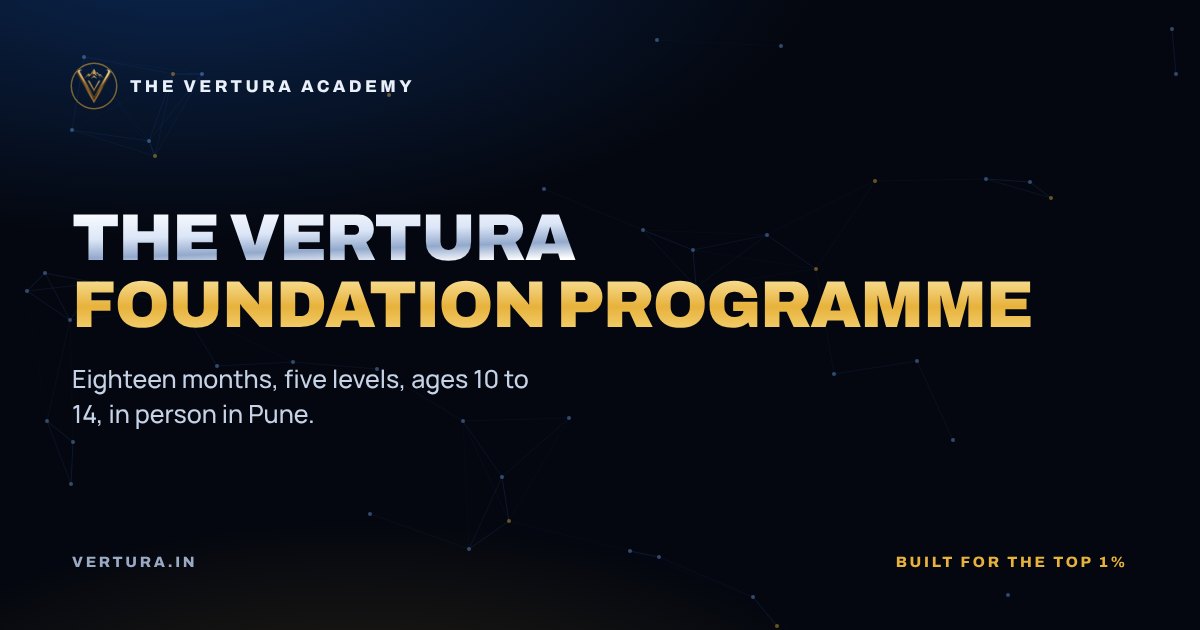 THE VERTURA ACADEMY
THE VERTURA
FOUNDATION PROGRAMME
Eighteen months, five levels, ages 10 to
14, in person in Pune.
VERTURA.IN
BUILT FOR THE TOP 1%